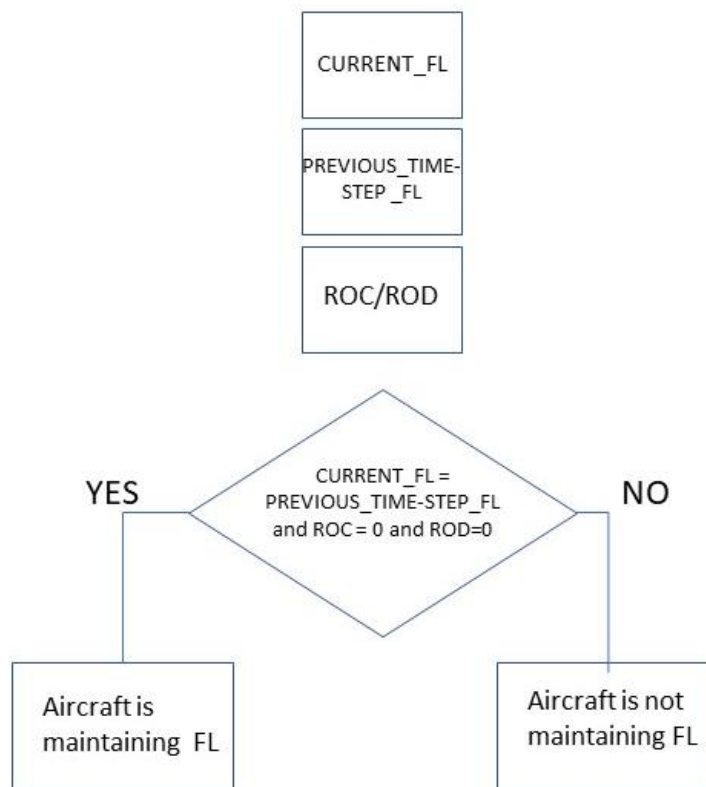 CURRENT_FL
PREVIOUS_TIME-
STEP _FL
ROC/ROD
CURRENT_FL =
PREVIOUS_TIME-STEP_FL
and ROC = 0 and ROD=0
YES
NO
Aircraft is
maintaining FL
Aircraft is not
maintaining FL